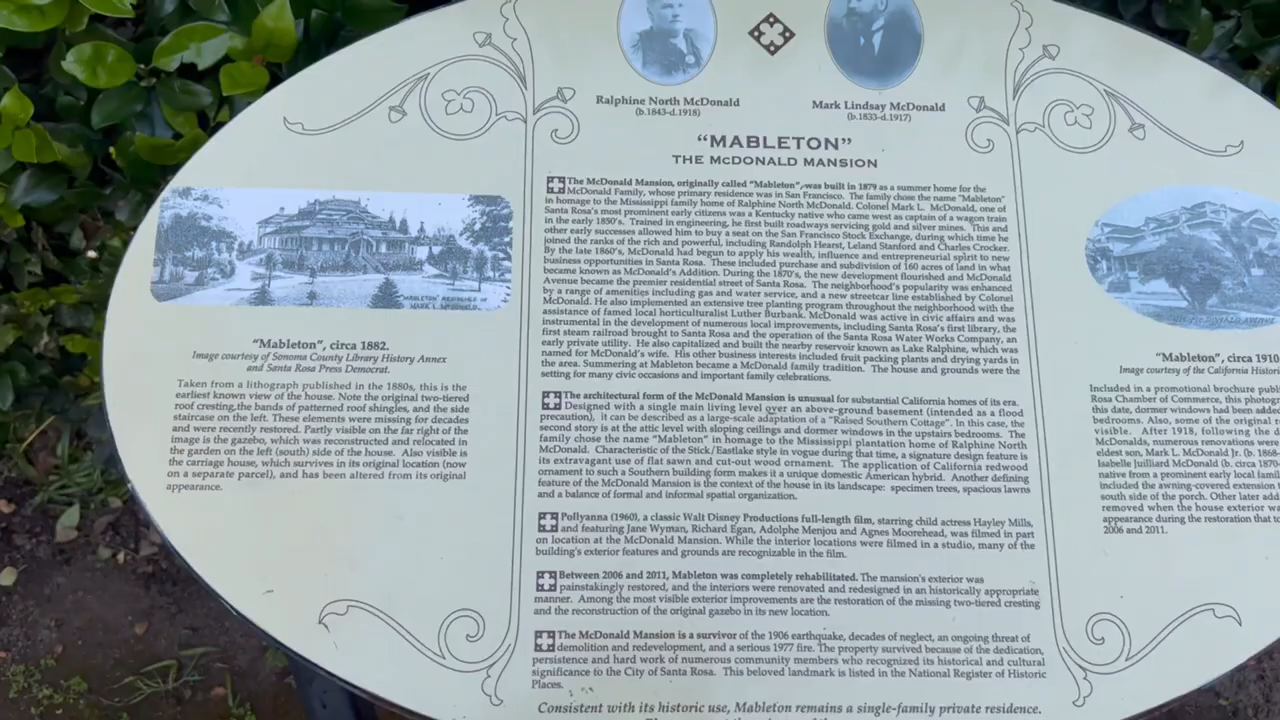 Ralphine North McDonald
(b.1843-d.1918)
Mark Lindsay McDonald
(b.1833-d.1917)
"MABLETON"
THE McDONALD MANSION
"MABLETON" RESIDENCE OF
MARK L. McDONALD.
"Mableton", circa 1882.
Image courtesy of Sonoma County Library History Annex
and Santa Rosa Press Democrat.
Taken from a lithograph published in the 1880s, this is the
earliest known view of the house. Note the original two-tiered
roof cresting,the bands of patterned roof shingles, and the side
staircase on the left. These elements were missing for decades
and were recently restored. Partly visible on the far right of the
image is the gazebo, which was reconstructed and relocated in
the garden on the left (south) side of the house. Also visible is
the carriage house, which survives in its original location (now
on a separate parcel), and has been altered from its original
appearance.
The McDonald Mansion, originally called "Mableton", was built in 1879 as a summer home for the
McDonald Family, whose primary residence was in San Francisco. The family chose the name "Mableton"
in homage to the Mississippi family home of Ralphine North McDonald. Colonel Mark L. McDonald, one of
Santa Rosa's most prominent early citizens was a Kentucky native who came west as captain of a wagon train
in the early 1850's. Trained in engineering, he first built roadways servicing gold and silver mines. This and
other early successes allowed him to buy a seat on the San Francisco Stock Exchange, during which time he
joined the ranks of the rich and powerful, including Randolph Hearst, Leland Stanford and Charles Crocker.
By the late 1860's, McDonald had begun to apply his wealth, influence and entrepreneurial spirit to new
business opportunities in Santa Rosa. These included purchase and subdivision of 160 acres of land in what
became known as McDonald's Addition. During the 1870's, the new development flourished and McDonald
Avenue became the premier residential street of Santa Rosa. The neighborhood's popularity was enhanced
by a range of amenities including gas and water service, and a new streetcar line established by Colonel
McDonald. He also implemented an extensive tree planting program throughout the neighborhood with the
assistance of famed local horticulturalist Luther Burbank. McDonald was active in civic affairs and was
instrumental in the development of numerous local improvements, including Santa Rosa's first library, the
first steam railroad brought to Santa Rosa and the operation of the Santa Rosa Water Works Company, an
early private utility. He also capitalized and built the nearby reservoir known as Lake Ralphine, which was
named for McDonald's wife. His other business interests included fruit packing plants and drying yards in
the area. Summering at Mableton became a McDonald family tradition. The house and grounds were the
setting for many civic occasions and important family celebrations.
The architectural form of the McDonald Mansion is unusual for substantial California homes of its era.
Designed with a single main living level over an above-ground basement (intended as a flood
precaution), it can be described as a large-scale adaptation of a "Raised Southern Cottage". In this case, the
second story is at the attic level with sloping ceilings and dormer windows in the upstairs bedrooms. The
family chose the name "Mableton" in homage to the Mississippi plantation home of Ralphine North
McDonald. Characteristic of the Stick/Eastlake style in vogue during that time, a signature design feature is
its extravagant use of flat sawn and cut-out wood ornament. The application of California redwood
ornament to such a Southern building form makes it a unique domestic American hybrid. Another defining
feature of the McDonald Mansion is the context of the house in its landscape: specimen trees, spacious lawns
and a balance of formal and informal spatial organization.
Pollyanna (1960), a classic Walt Disney Productions full-length film, starring child actress Hayley Mills,
and featuring Jane Wyman, Richard Egan, Adolphe Menjou and Agnes Moorehead, was filmed in part
on location at the McDonald Mansion. While the interior locations were filmed in a studio, many of the
building's exterior features and grounds are recognizable in the film.
Between 2006 and 2011, Mableton was completely rehabilitated. The mansion's exterior was
painstakingly restored, and the interiors were renovated and redesigned in an historically appropriate
manner. Among the most visible exterior improvements are the restoration of the missing two-tiered cresting
and the reconstruction of the original gazebo in its new location.
The McDonald Mansion is a survivor of the 1906 earthquake, decades of neglect, an ongoing threat of
demolition and redevelopment, and a serious 1977 fire. The property survived because of the dedication,
persistence and hard work of numerous community members who recognized its historical and cultural
significance to the City of Santa Rosa. This beloved landmark is listed in the National Register of Historic
Places.
Consistent with its historic use, Mableton remains a single-family private residence.
"Mableton", circa 1910
Image courtesy of the California Histori
Included in a promotional brochure publ
Rosa Chamber of Commerce, this photogr
this date, dormer windows had been added
bedrooms. Also, some of the original r
visible. After 1918, following the d
McDonalds, numerous renovations were
eldest son, Mark L. McDonald Jr. (b. 1868-
Isabelle Juilliard McDonald (b. circa 1870-
native from a prominent early local famil
included the awning-covered extension t
south side of the porch. Other later add
removed when the house exterior wa
appearance during the restoration that t
2006 and 2011.